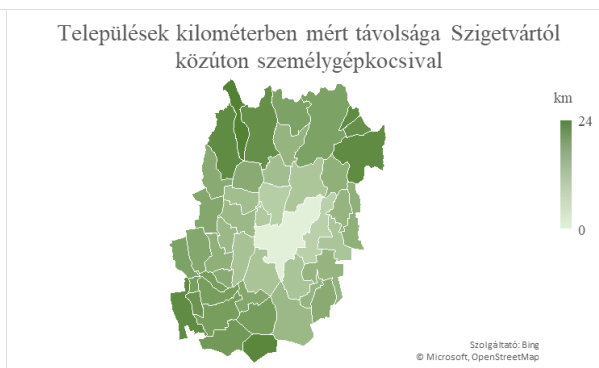 Települések kilométerben mért távolsága Szigetvártól
közúton személygépkocsival
km
24
0
Szolgáltató: Bing
© Microsoft, OpenStreetMap